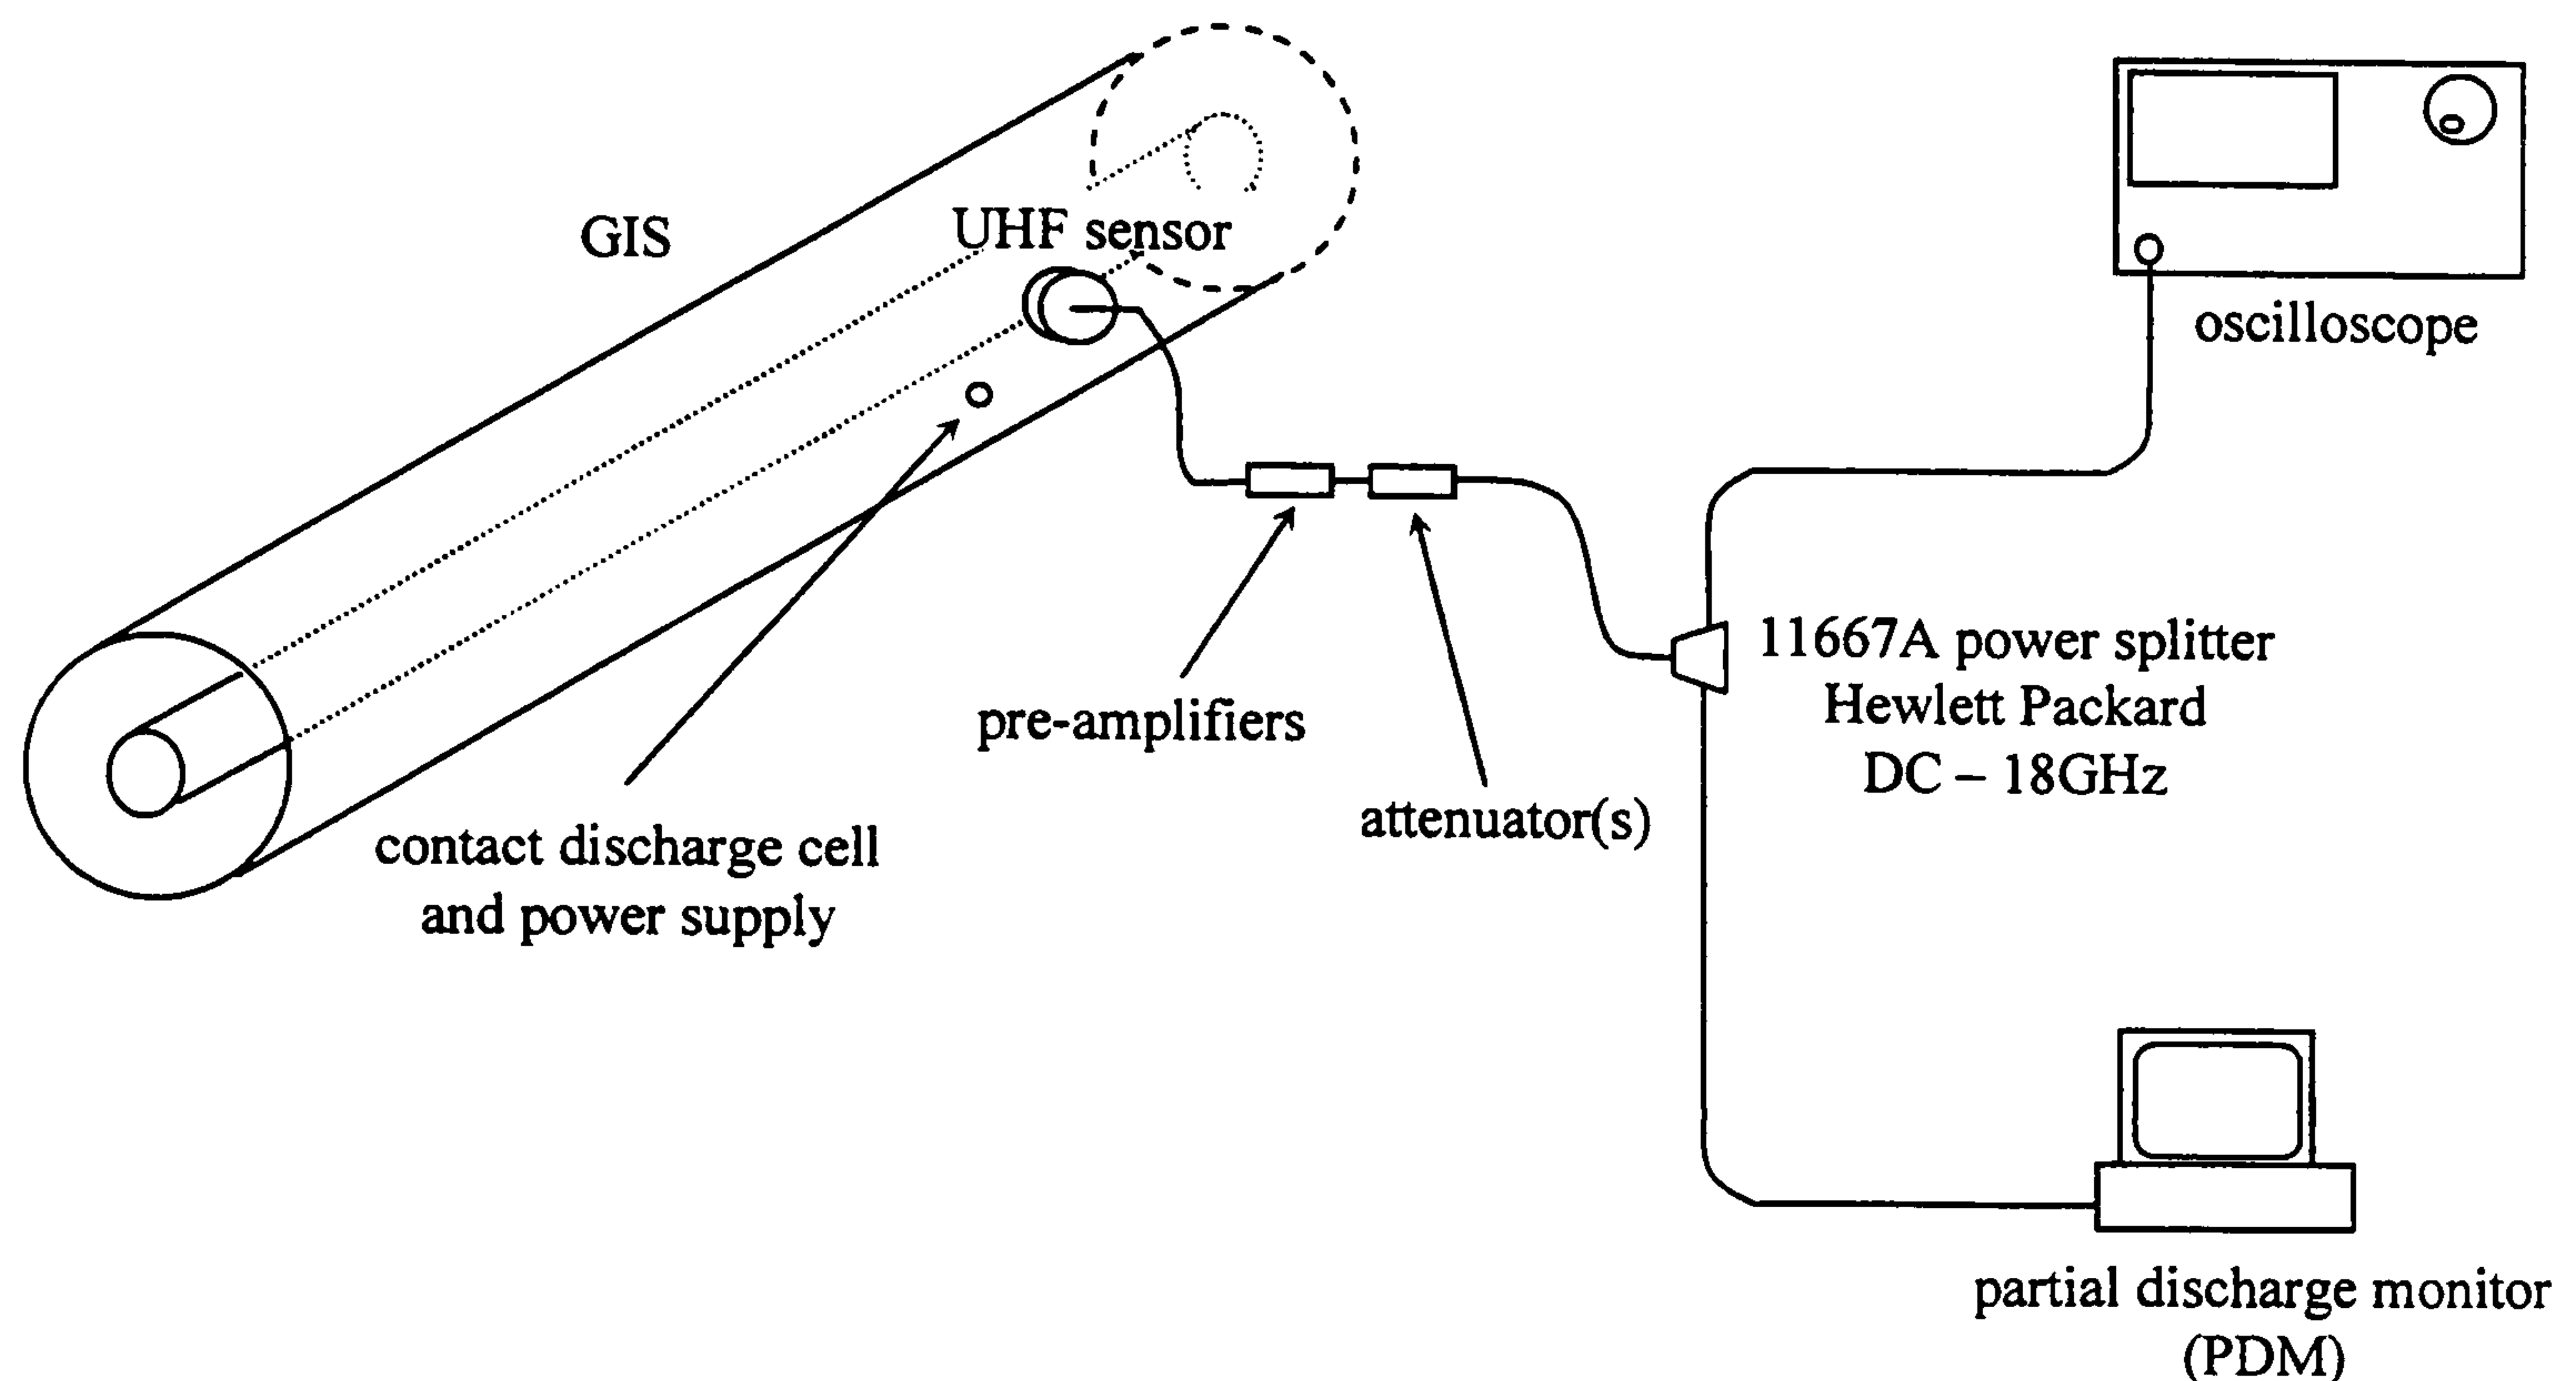 GIS
UHF sensor
oscilloscope
11667A power splitter
Hewlett Packard
DC – 18GHz
pre-amplifiers
attenuator(s)
contact discharge cell
and power supply
partial discharge monitor
(PDM)